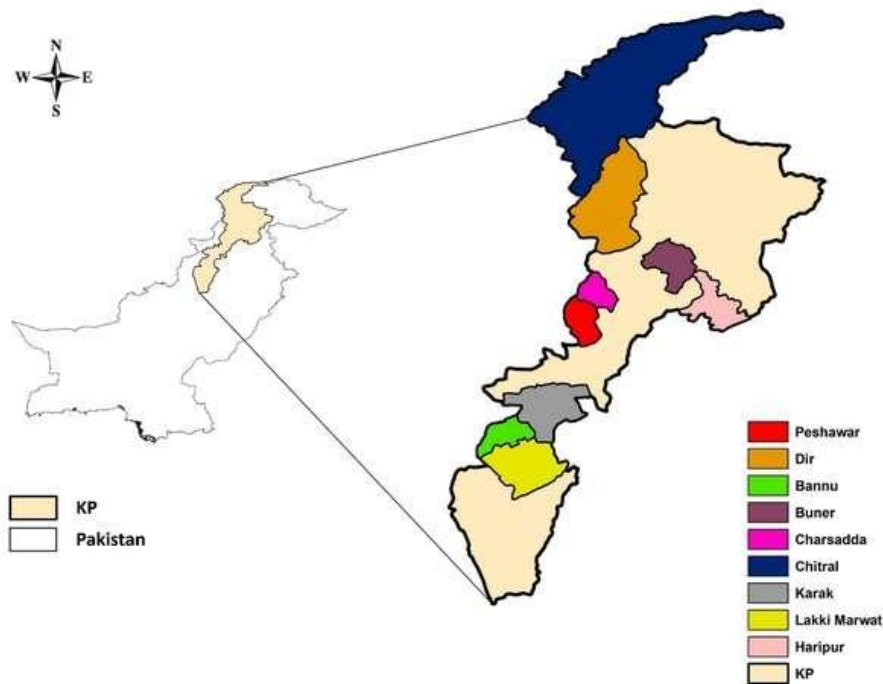 N
W E
S
KP
Pakistan
Peshawar
Dir
Bannu
Buner
Charsadda
Chitral
Karak
Lakki Marwat
Haripur
KP